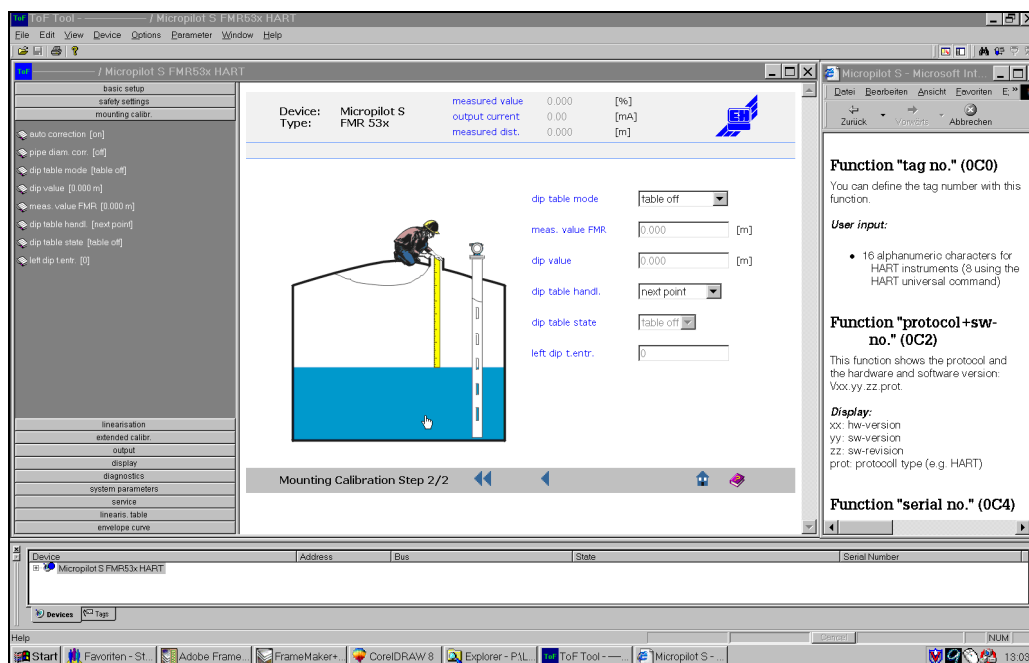 ToF Tool - ——————— / Micropilot S FMR53x HART
File Edit View Device Options Parameter Window Help
——————— / Micropilot S FMR53x HART
basic setup
safety settings
mounting calibr.
auto correction [on]
pipe diam. corr. [off]
dip table mode [table off]
dip value [0.000 m]
meas. value FMR [0.000 m]
dip table handl. [next point]
dip table state [table off]
left dip t.entr. [0]
linearisation
extended calibr.
output
display
diagnostics
system parameters
service
linearis. table
envelope curve
Device: Micropilot S
Type: FMR 53x
measured value 0.000 [%]
output current 0.00 [mA]
measured dist. 0.000 [m]
EH
dip table mode table off
meas. value FMR 0.000 [m]
dip value 0.000 [m]
dip table handl. next point
dip table state table off
left dip t.entr. 0
Mounting Calibration Step 2/2
Micropilot S - Microsoft Int...
Datei Bearbeiten Ansicht Favoriten E »
Zurück Vorwärts Abbrechen
Function "tag no." (0C0)
You can define the tag number with this
function.
User input:
• 16 alphanumeric characters for
HART instruments (8 using the
HART universal command)
Function "protocol+sw-
no." (0C2)
This function shows the protocol and
the hardware and software version:
Vxx.yy.zz.prot.
Display:
xx: hw-version
yy: sw-version
zz: sw-revision
prot: protocoll type (e.g. HART)
Function "serial no." (0C4)
Device Address Bus State Serial Number
Micropilot S FMR53x HART
Devices Tags
Help Cancel NUM
Start Favoriten - St... Adobe Frame... FrameMaker+... CorelDRAW 8 Explorer - P:\L... ToF ToF Tool - —... Micropilot S - ... 13:03